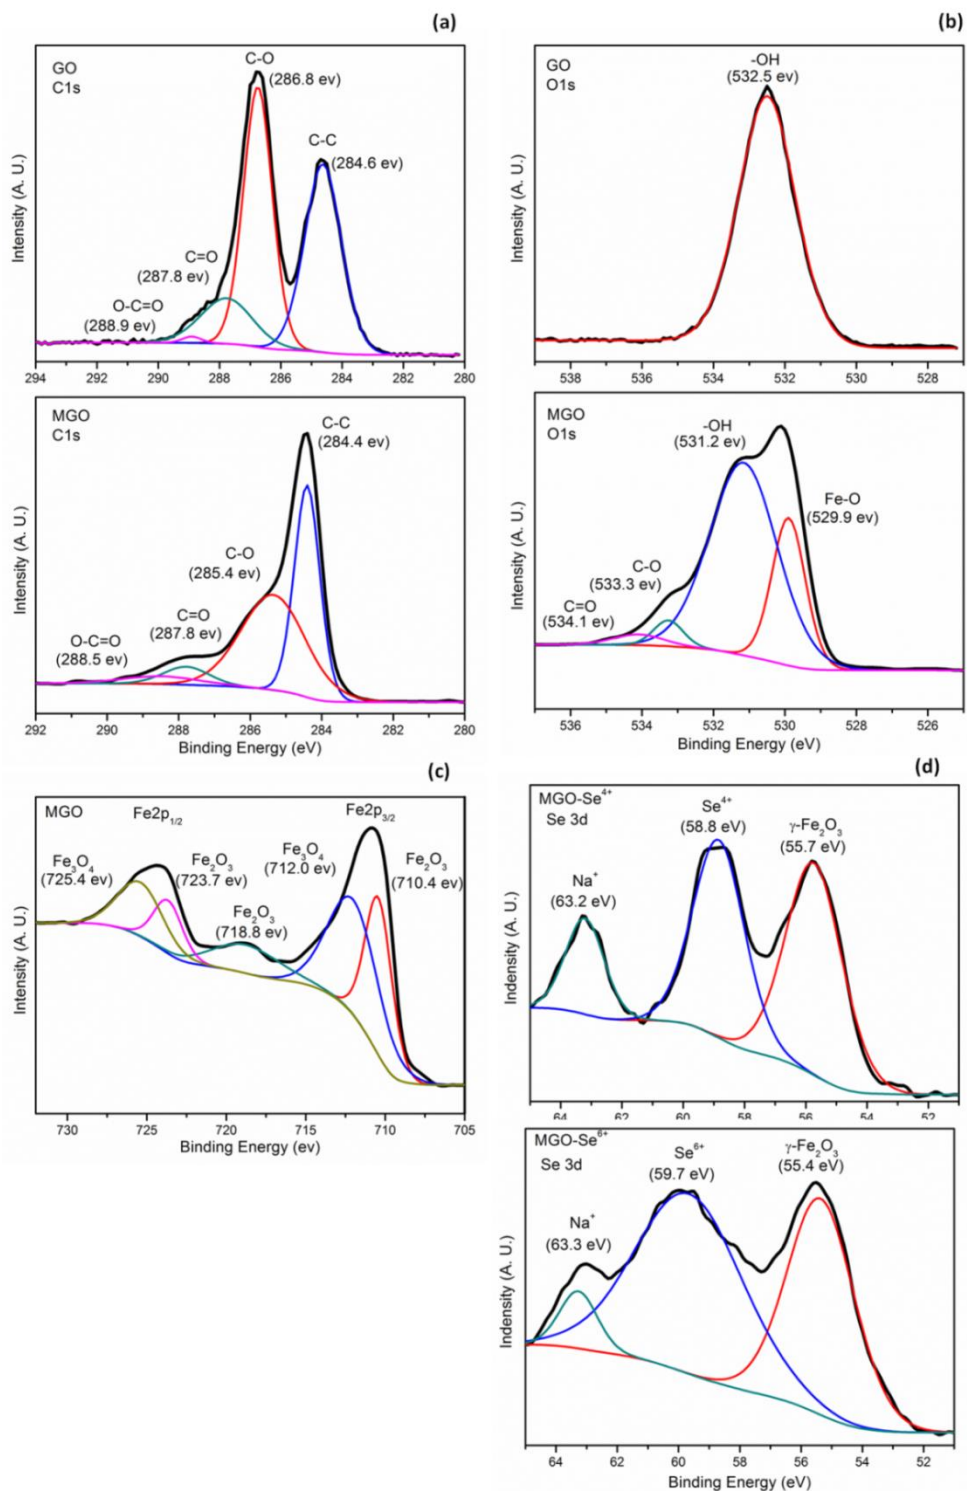 (a)
GO
C1s
C-O
(286.8 ev)
C-C
(284.6 ev)
C=O
(287.8 ev)
O-C=O
(288.9 ev)
Intensity (A. U.)
294 292 290 288 286 284 282 280
MGO
C1s
C-C
(284.4 ev)
C-O
(285.4 ev)
C=O
(287.8 ev)
O-C=O
(288.5 ev)
Intensity (A. U.)
292 290 288 286 284 282 280
Binding Energy (eV)
(b)
GO
O1s
-OH
(532.5 ev)
Intensity (A. U.)
538 536 534 532 530 528
MGO
O1s
-OH
(531.2 ev)
Fe-O
(529.9 ev)
C-O
(533.3 ev)
C=O
(534.1 ev)
Intensity (A. U.)
536 534 532 530 528 526
Binding Energy (eV)
(c)
MGO
Fe2p1/2
Fe2p3/2
Fe3O4
(725.4 ev)
Fe2O3
(723.7 ev)
Fe2O3
(718.8 ev)
Fe3O4
(712.0 ev)
Fe2O3
(710.4 ev)
Intensity (A. U.)
730 725 720 715 710 705
Binding Energy (ev)
(d)
MGO-Se4+
Se 3d
Se4+
(58.8 eV)
γ-Fe2O3
(55.7 eV)
Na+
(63.2 eV)
Indensity (A. U.)
64 62 60 58 56 54 52
MGO-Se6+
Se 3d
Se6+
(59.7 eV)
γ-Fe2O3
(55.4 eV)
Na+
(63.3 eV)
Indensity (A. U.)
64 62 60 58 56 54 52
Binding Energy (eV)